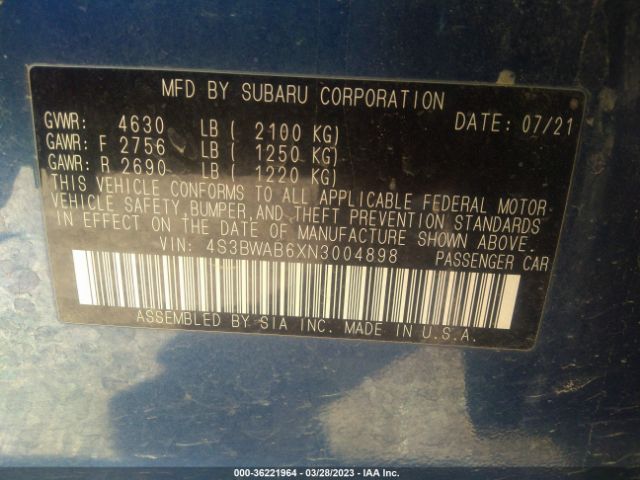 MFD BY SUBARU CORPORATION
GVWR: 4630 LB ( 2100 KG) DATE: 07/21
GAWR: F 2756 LB ( 1250 KG)
GAWR: R 2690 LB ( 1220 KG)
THIS VEHICLE CONFORMS TO ALL APPLICABLE FEDERAL MOTOR
VEHICLE SAFETY, BUMPER, AND THEFT PREVENTION STANDARDS
IN EFFECT ON THE DATE OF MANUFACTURE SHOWN ABOVE.
VIN: 4S3BWAB6XN3004898 PASSENGER CAR
ASSEMBLED BY SIA INC. MADE IN U.S.A.
000-36221964 - 03/28/2023 - IAA Inc.